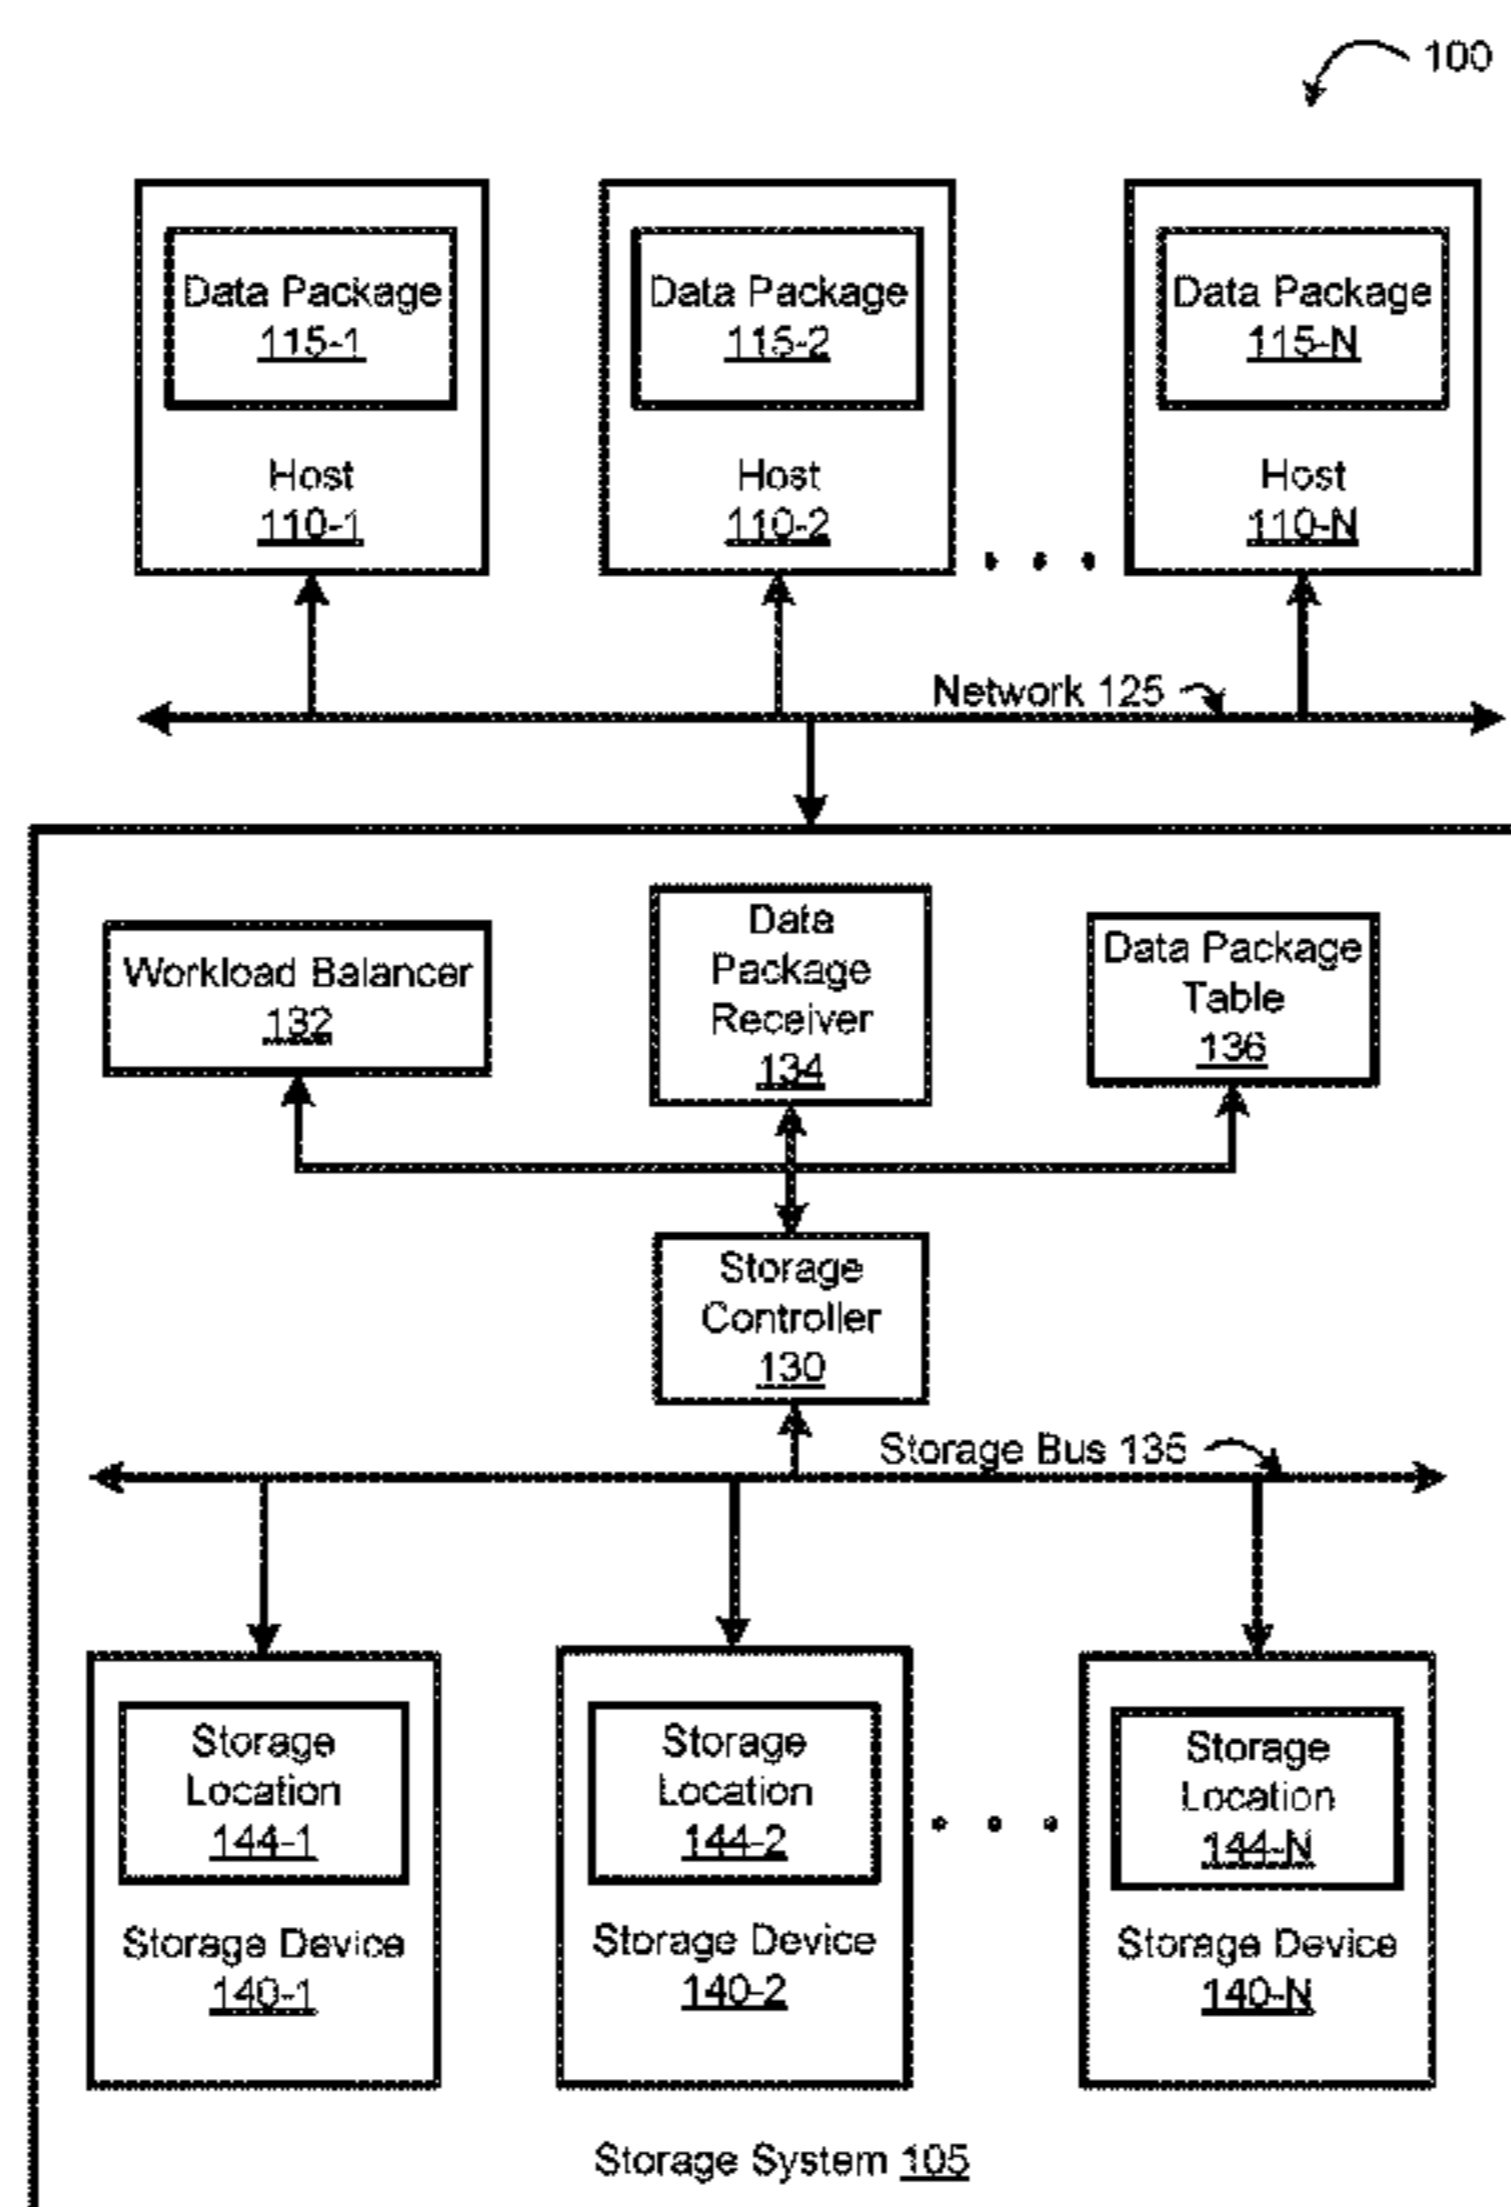 100
Data Package
115-1
Host
110-1
Data Package
115-2
Host
110-2
Data Package
115-N
Host
110-N
Network 125
Workload Balancer
132
Data
Package
Receiver
134
Data Package
Table
136
Storage
Controller
130
Storage Bus 135
Storage
Location
144-1
Storage Device
140-1
Storage
Location
144-2
Storage Device
140-2
Storage
Location
144-N
Storage Device
140-N
Storage System 105